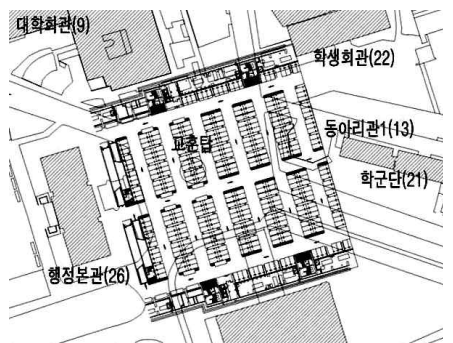 대학회관(9)
학생회관(22)
동아리관1(13)
교훈탑
학군단(21)
행정본관(26)